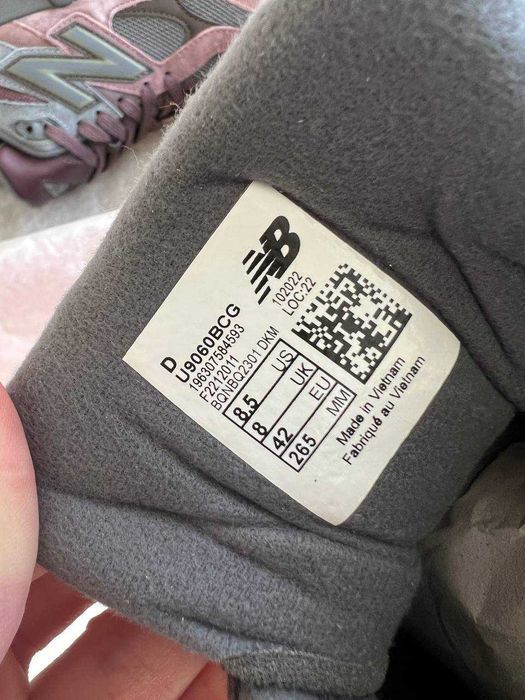 N
NB
D
U9060BCG
196307584593
F2212011
BQNBQ2301 DKM
102022
LOC:22
8.5 US
8 UK
42 EU
265 MM
Made in Vietnam
Fabriqué au Vietnam